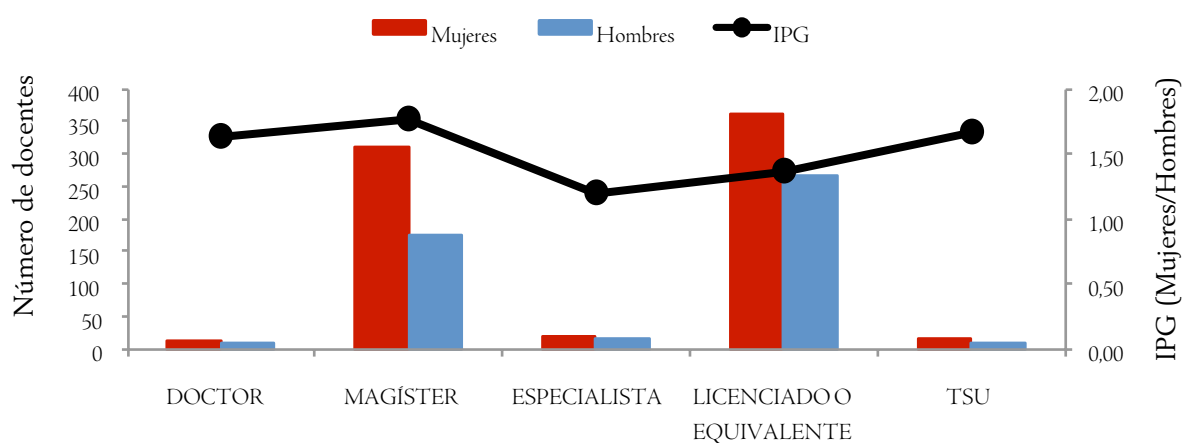 Mujeres Hombres IPG
Número de docentes
400
350
300
250
200
150
100
50
0
2,00
1,50
1,00
0,50
0,00
IPG (Mujeres/Hombres)
DOCTOR MAGÍSTER ESPECIALISTA LICENCIADO O TSU
EQUIVALENTE